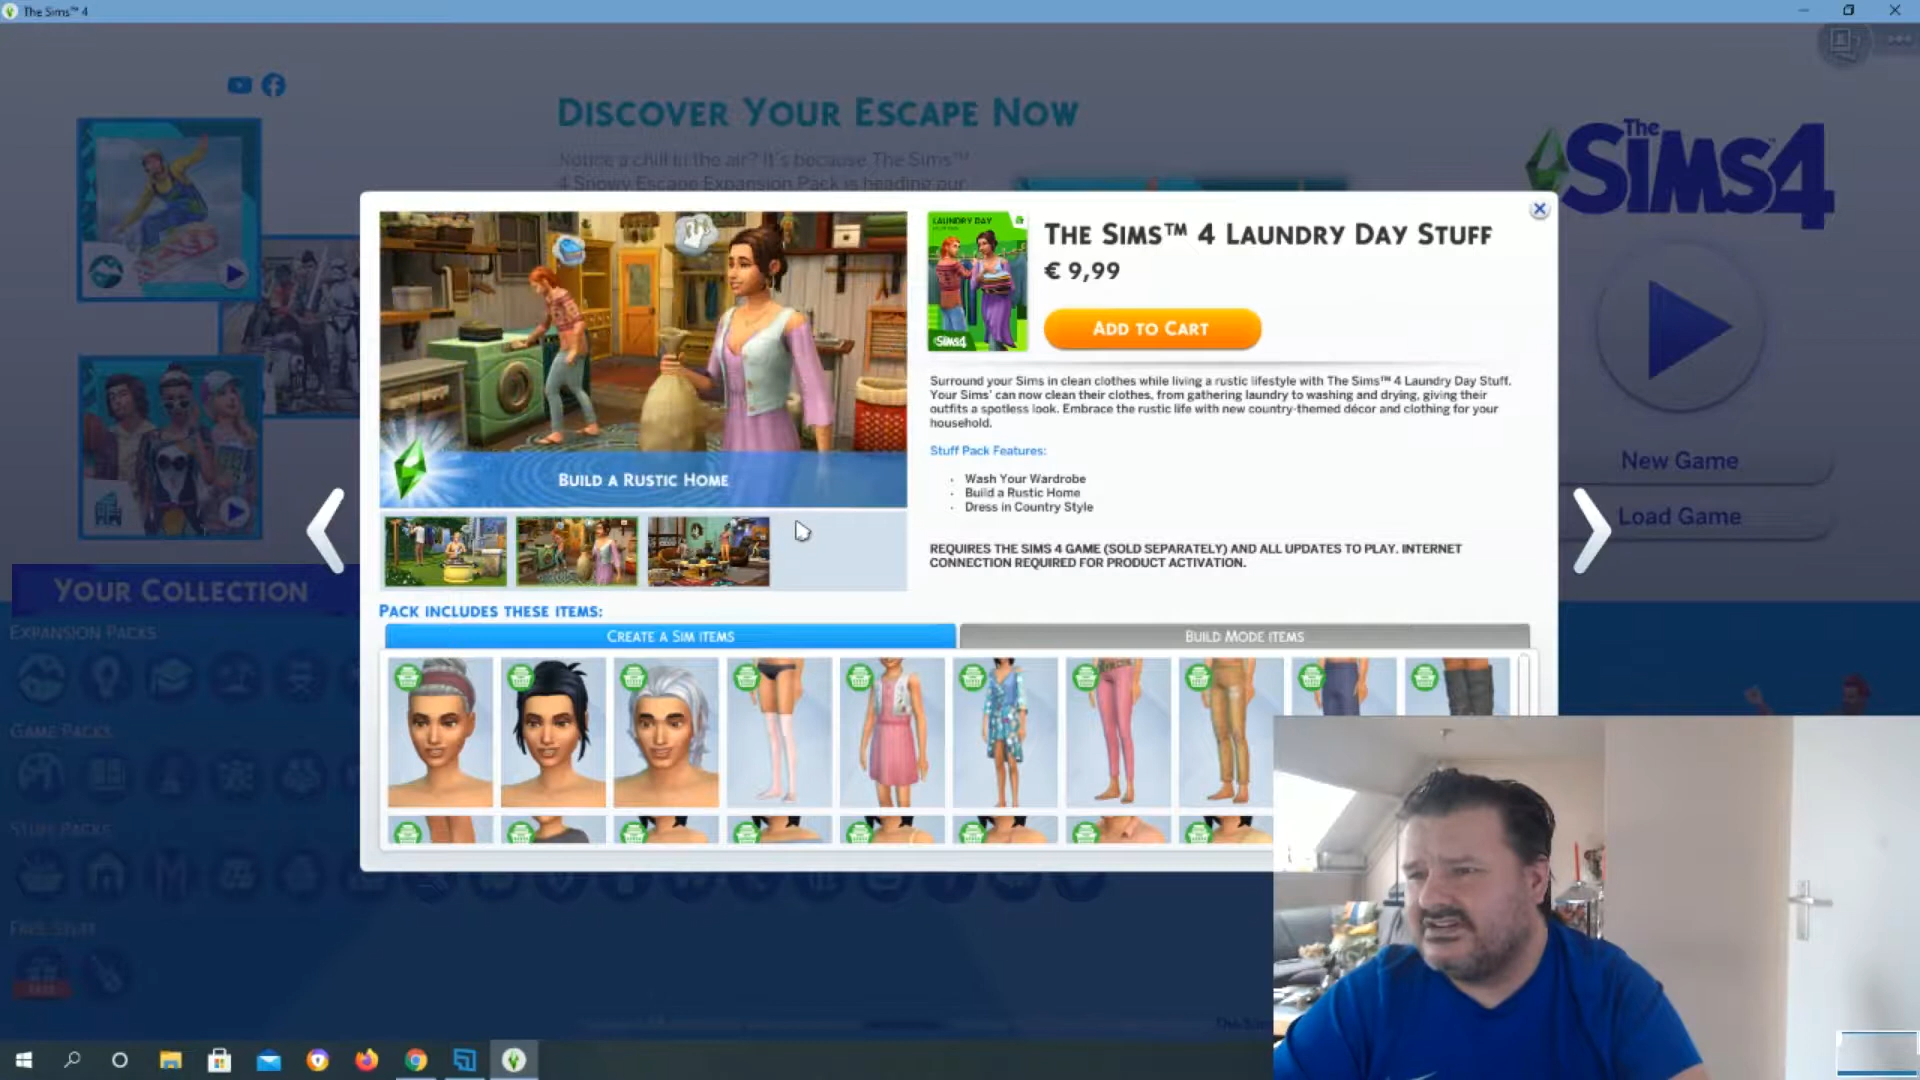 The Sims™ 4
DISCOVER YOUR ESCAPE NOW
Notice a chill in the air? It's because The Sims™
4 Snowy Escape Expansion Pack is heading our
The SIMS 4
LAUNDRY DAY
THE SIMS™ 4 LAUNDRY DAY STUFF
€ 9,99
ADD TO CART
SIMS4
Surround your Sims in clean clothes while living a rustic lifestyle with The Sims™ 4 Laundry Day Stuff.
Your Sims' can now clean their clothes, from gathering laundry to washing and drying, giving their
outfits a spotless look. Embrace the rustic life with new country-themed décor and clothing for your
household.
Stuff Pack Features:
· Wash Your Wardrobe
· Build a Rustic Home
· Dress in Country Style
REQUIRES THE SIMS 4 GAME (SOLD SEPARATELY) AND ALL UPDATES TO PLAY. INTERNET
CONNECTION REQUIRED FOR PRODUCT ACTIVATION.
BUILD A RUSTIC HOME
New Game
Load Game
YOUR COLLECTION
EXPANSION PACKS
GAME PACKS
STUFF PACKS
FREE STUFF
FREE
PACK INCLUDES THESE ITEMS:
CREATE A SIM ITEMS
BUILD MODE ITEMS